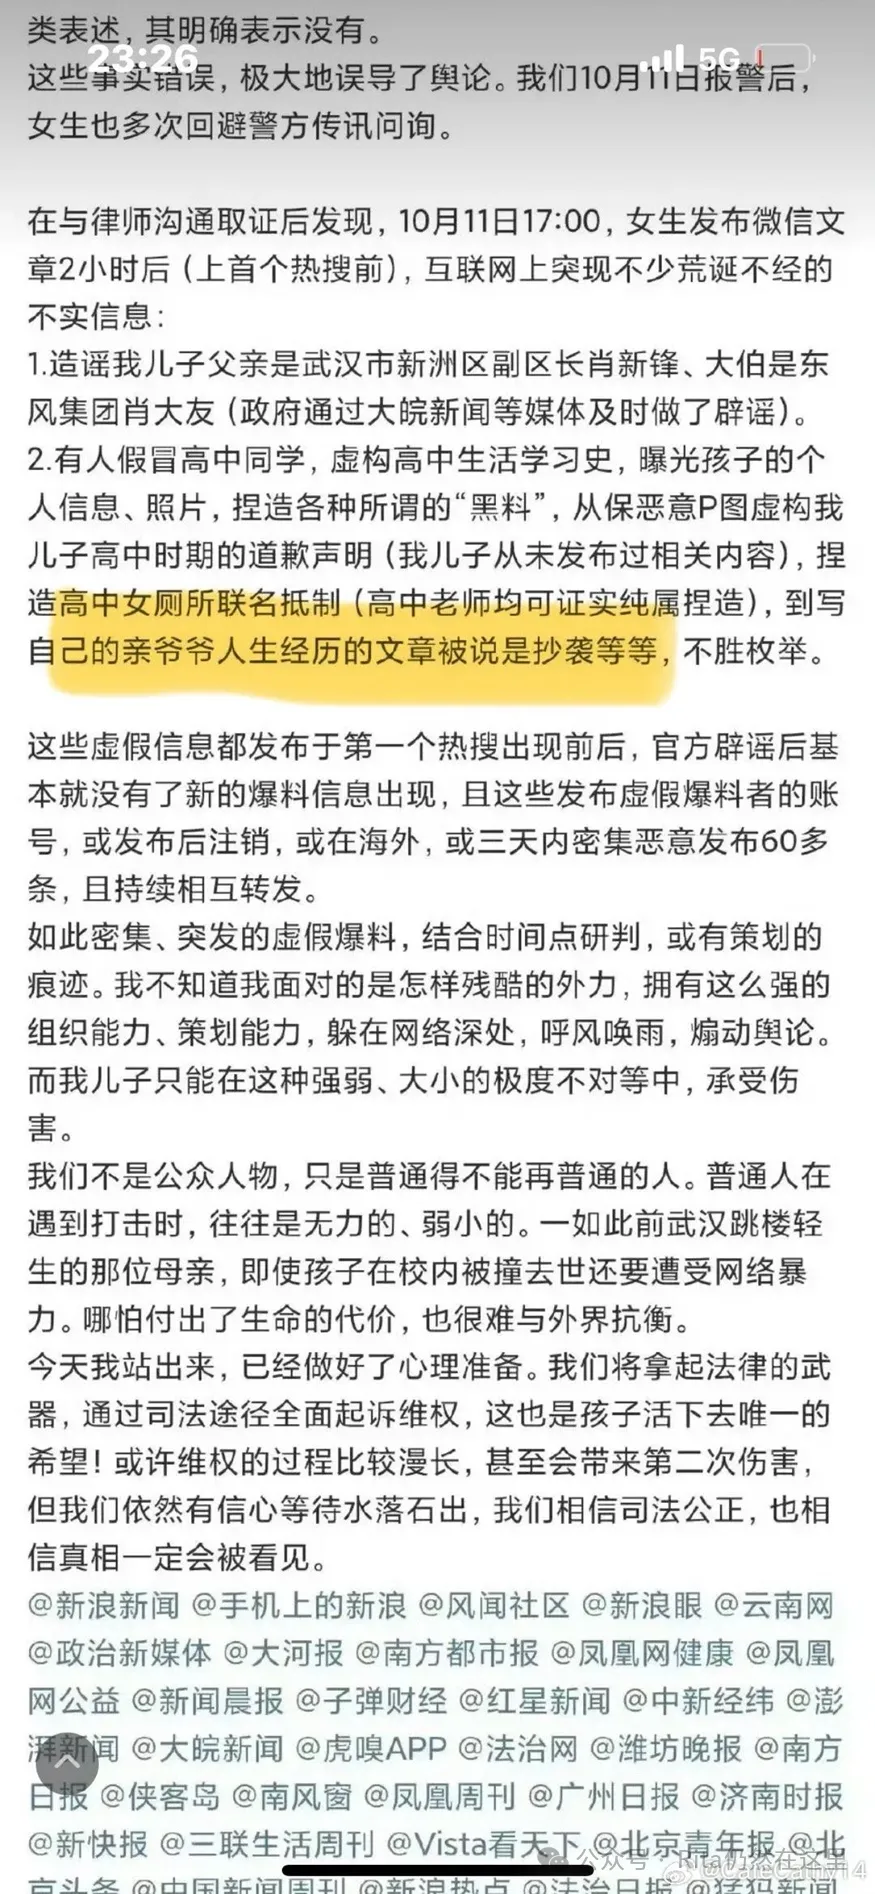 类表述，其明确表示没有。
23:26 5G
这些事实错误，极大地误导了舆论。我们10月11日报警后，
女生也多次回避警方传讯问询。
在与律师沟通取证后发现，10月11日17:00，女生发布微信文
章2小时后（上首个热搜前），互联网上突现不少荒诞不经的
不实信息：
1.造谣我儿子父亲是武汉市新洲区副区长肖新锋、大伯是东
风集团肖大友（政府通过大皖新闻等媒体及时做了辟谣）。
2.有人假冒高中同学，虚构高中生活学习史，曝光孩子的个
人信息、照片，捏造各种所谓的“黑料”，从保恶意P图虚构我
儿子高中时期的道歉声明（我儿子从未发布过相关内容），捏
造高中女厕所联名抵制（高中老师均可证实纯属捏造），到写
自己的亲爷爷人生经历的文章被说是抄袭等等，不胜枚举。
这些虚假信息都发布于第一个热搜出现前后，官方辟谣后基
本就没有了新的爆料信息出现，且这些发布虚假爆料者的账
号，或发布后注销，或在海外，或三天内密集恶意发布60多
条，且持续相互转发。
如此密集、突发的虚假爆料，结合时间点研判，或有策划的
痕迹。我不知道我面对的是怎样残酷的外力，拥有这么强的
组织能力、策划能力，躲在网络深处，呼风唤雨，煽动舆论。
而我儿子只能在这种强弱、大小的极度不对等中，承受伤
害。
我们不是公众人物，只是普通得不能再普通的人。普通人在
遇到打击时，往往是无力的、弱小的。一如此前武汉跳楼轻
生的那位母亲，即使孩子在校内被撞去世还要遭受网络暴
力。哪怕付出了生命的代价，也很难与外界抗衡。
今天我站出来，已经做好了心理准备。我们将拿起法律的武
器，通过司法途径全面起诉维权，这也是孩子活下去唯一的
希望！或许维权的过程比较漫长，甚至会带来第二次伤害，
但我们依然有信心等待水落石出，我们相信司法公正，也相
信真相一定会被看见。
@新浪新闻 @手机上的新浪 @风闻社区 @新浪眼 @云南网
@政治新媒体 @大河报 @南方都市报 @凤凰网健康 @凤凰
网公益 @新闻晨报 @子弹财经 @红星新闻 @中新经纬 @澎
湃新闻 @大皖新闻 @虎嗅APP @法治网 @潍坊晚报 @南方
日报 @侠客岛 @南风窗 @凤凰周刊 @广州日报 @济南时报
@新快报 @三联生活周刊 @Vista看天下 @北京青年报 @北
公众号 Rita仍然在这里
京头条 @中国新闻周刊 @新浪热点 @法治日报 @猛犸新闻